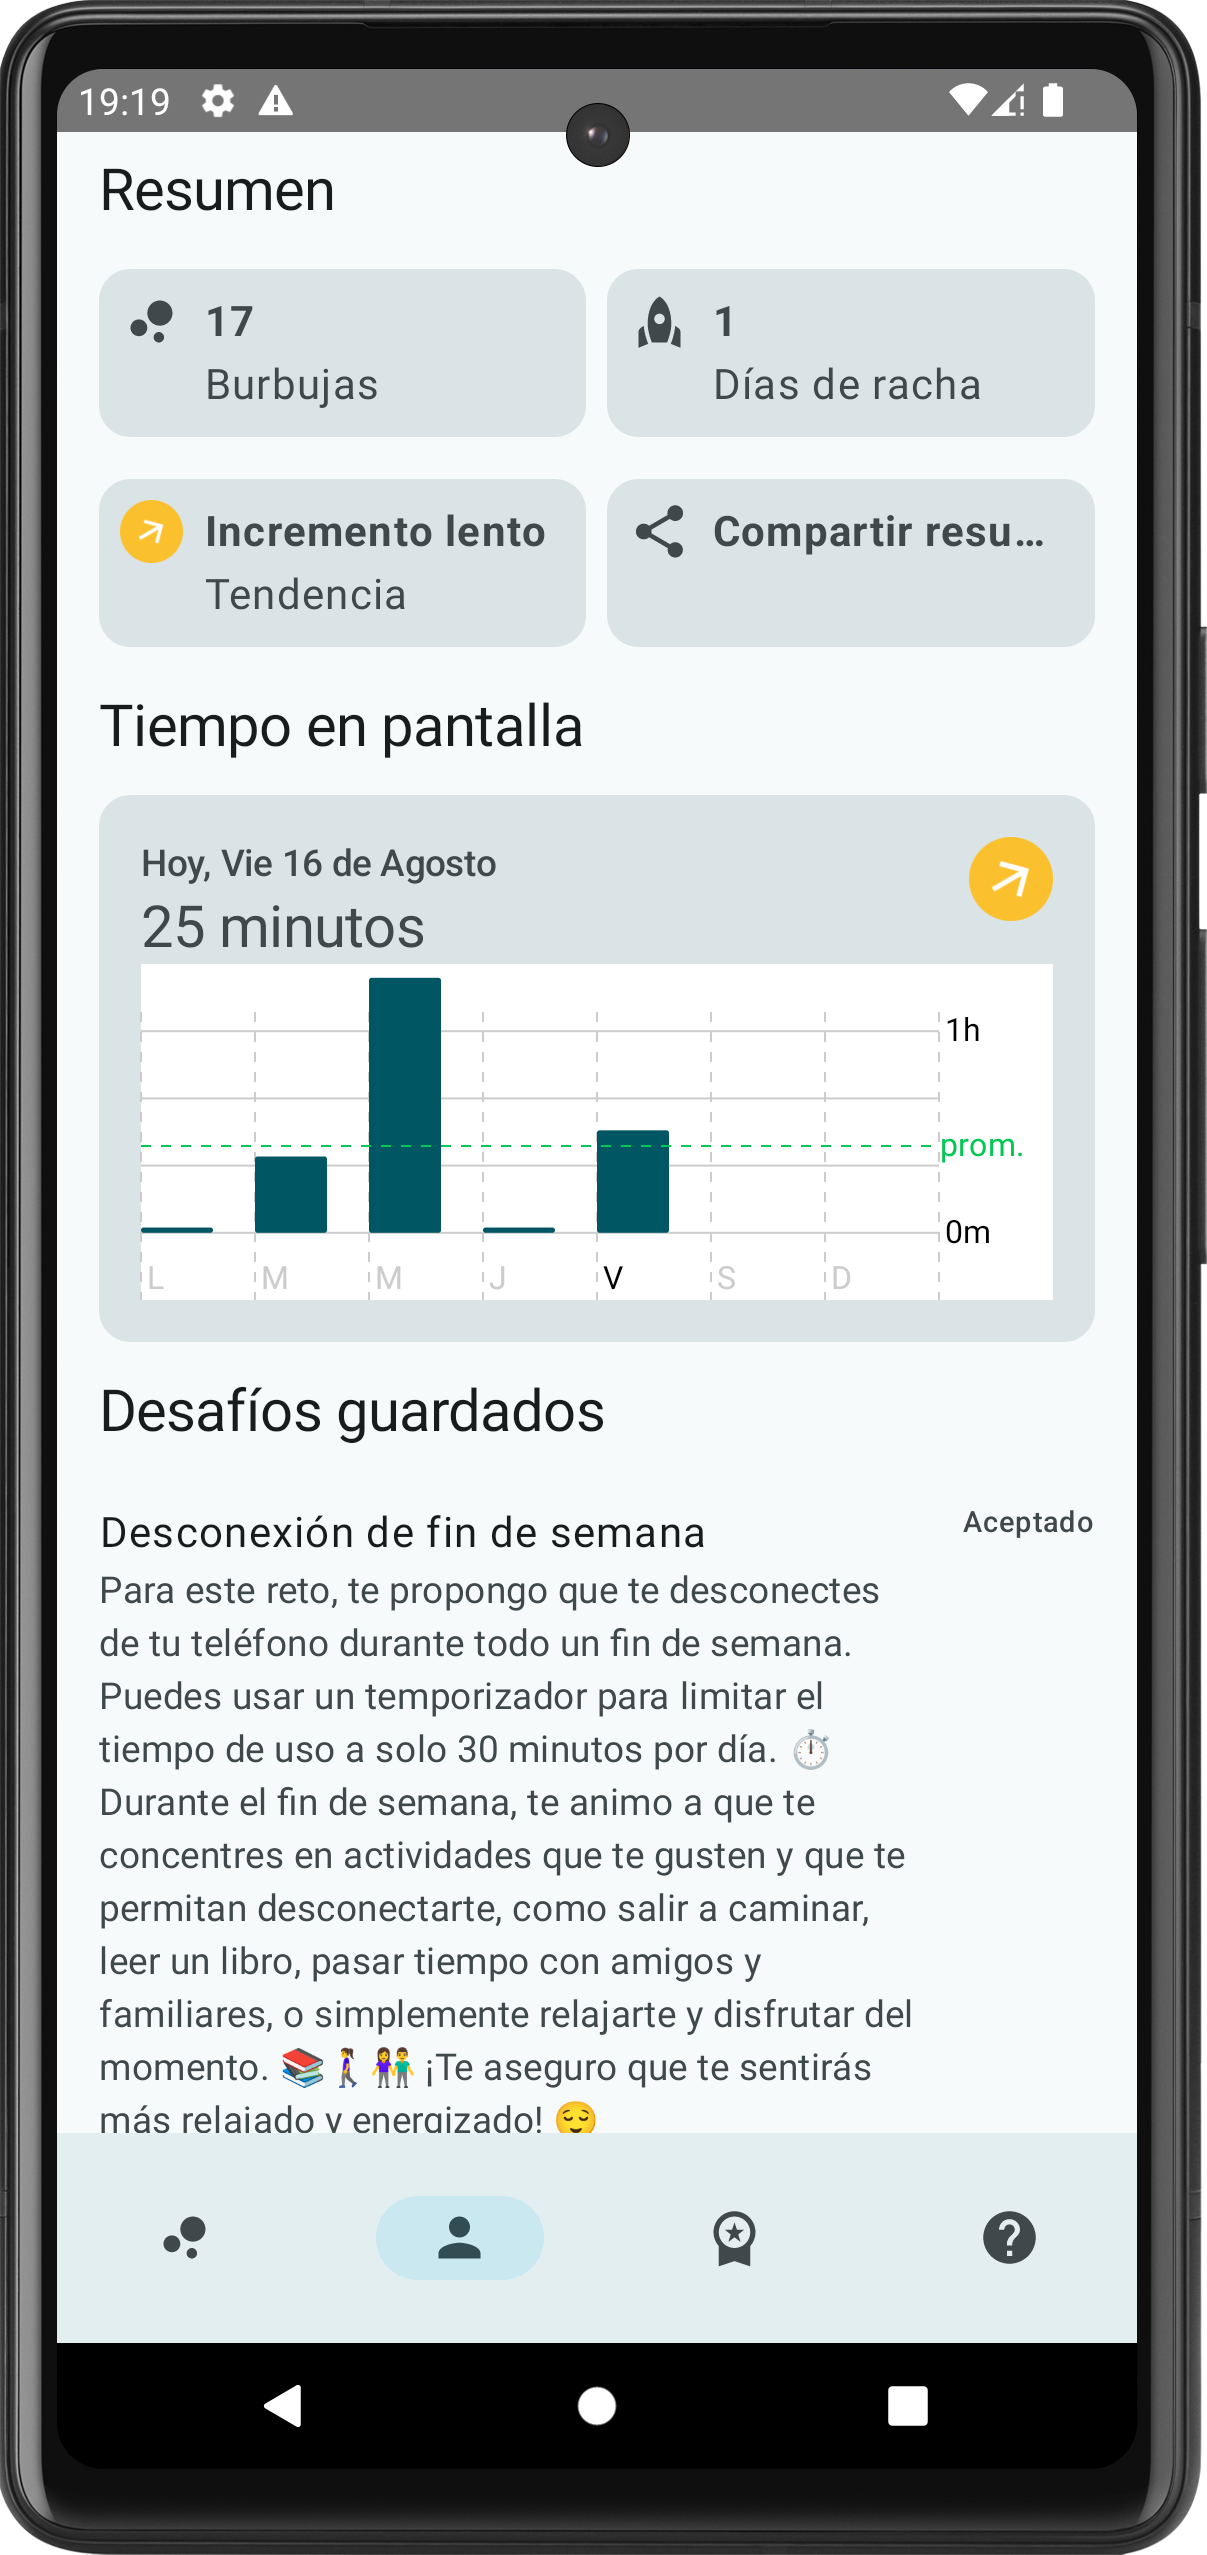 19:19
Resumen
17
Burbujas
1
Días de racha
Incremento lento
Tendencia
Compartir resu...
Tiempo en pantalla
Hoy, Vie 16 de Agosto
25 minutos
1h
prom.
0m
L M M J V S D
Desafíos guardados
Desconexión de fin de semana
Aceptado
Para este reto, te propongo que te desconectes
de tu teléfono durante todo un fin de semana.
Puedes usar un temporizador para limitar el
tiempo de uso a solo 30 minutos por día. ⏱️
Durante el fin de semana, te animo a que te
concentres en actividades que te gusten y que te
permitan desconectarte, como salir a caminar,
leer un libro, pasar tiempo con amigos y
familiares, o simplemente relajarte y disfrutar del
momento. 📚🚶‍♀️👫 ¡Te aseguro que te sentirás
más relajado y energizado! 😌